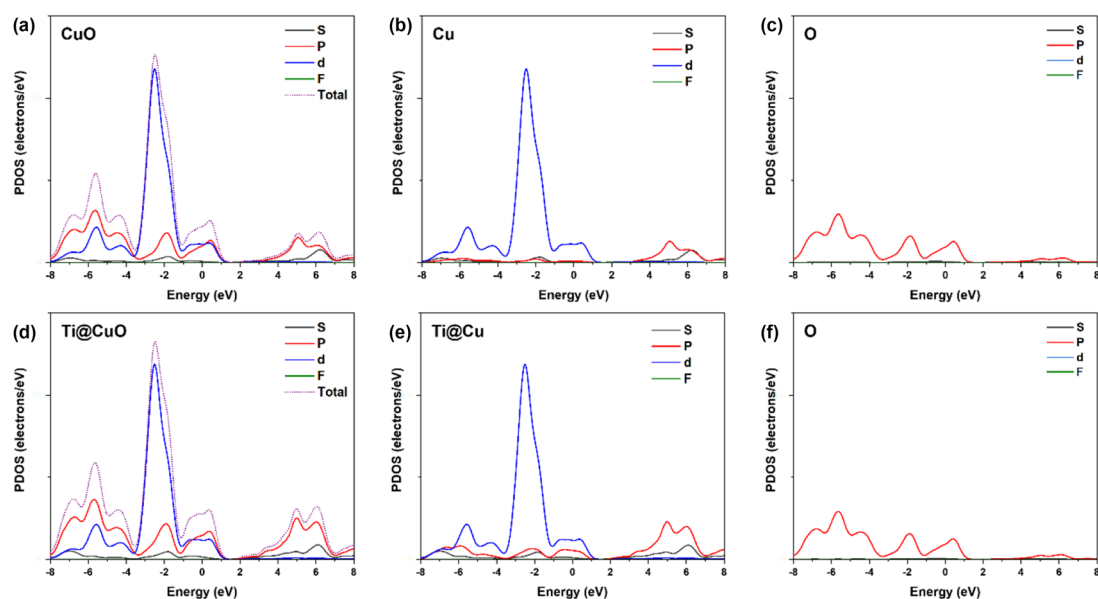 (a)
CuO
S
P
d
F
Total
PDOS (electrons/eV)
-8 -6 -4 -2 0 2 4 6 8
Energy (eV)
(b)
Cu
S
P
d
F
PDOS (electrons/eV)
-8 -6 -4 -2 0 2 4 6 8
Energy (eV)
(c)
O
S
P
d
F
PDOS (electrons/eV)
-8 -6 -4 -2 0 2 4 6 8
Energy (eV)
(d)
Ti@CuO
S
P
d
F
Total
PDOS (electrons/eV)
-8 -6 -4 -2 0 2 4 6 8
Energy (eV)
(e)
Ti@Cu
S
P
d
F
PDOS (electrons/eV)
-8 -6 -4 -2 0 2 4 6 8
Energy (eV)
(f)
O
S
P
d
F
PDOS (electrons/eV)
-8 -6 -4 -2 0 2 4 6 8
Energy (eV)